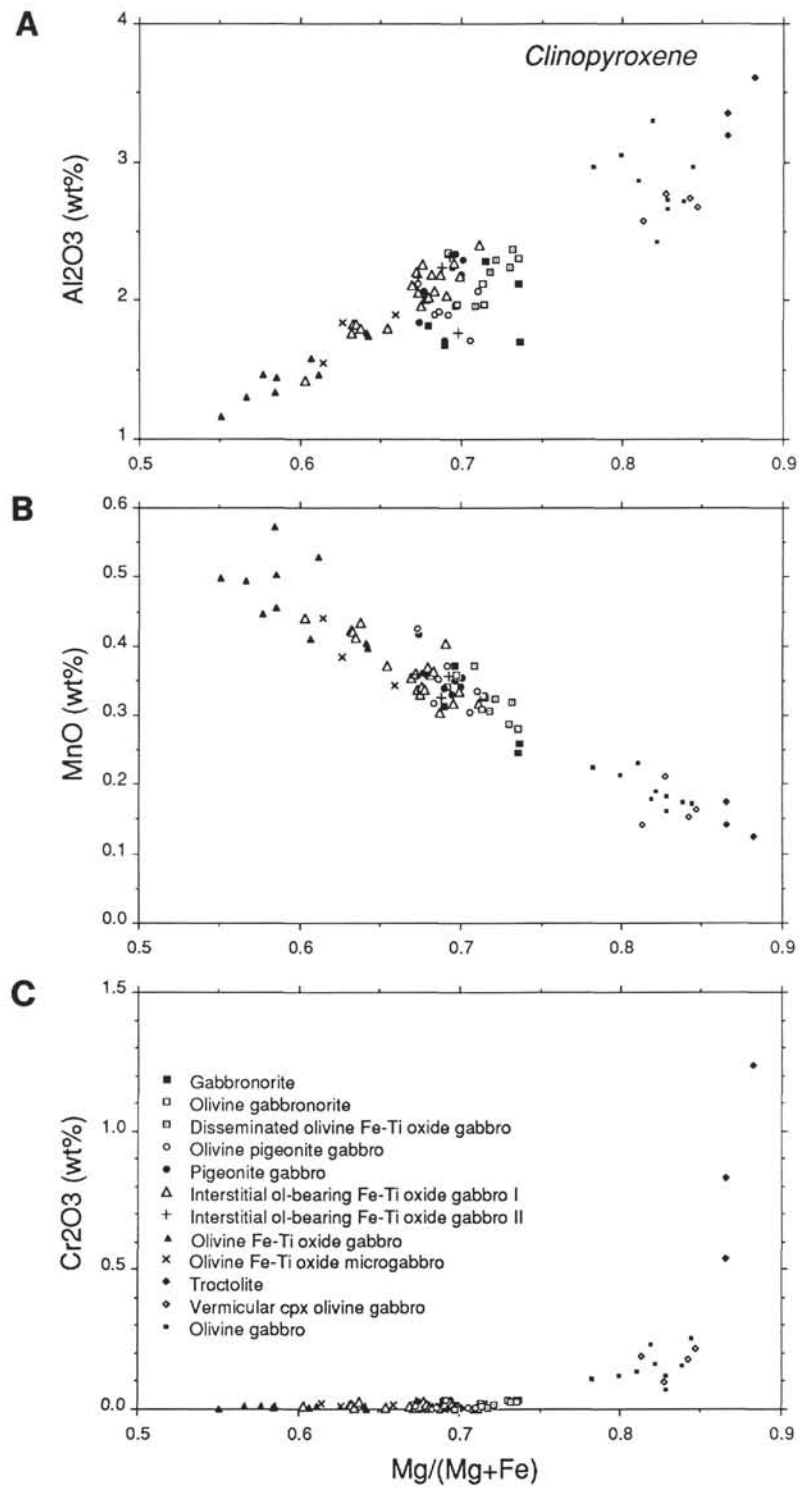 A
Clinopyroxene
4
3
2
1
Al2O3 (wt%)
0.5 0.6 0.7 0.8 0.9
B
0.6
0.5
0.4
0.3
0.2
0.1
0.0
MnO (wt%)
0.5 0.6 0.7 0.8 0.9
C
1.5
1.0
0.5
0.0
Cr2O3 (wt%)
Gabbronorite
Olivine gabbronorite
Disseminated olivine Fe-Ti oxide gabbro
Olivine pigeonite gabbro
Pigeonite gabbro
Interstitial ol-bearing Fe-Ti oxide gabbro I
Interstitial ol-bearing Fe-Ti oxide gabbro II
Olivine Fe-Ti oxide gabbro
Olivine Fe-Ti oxide microgabbro
Troctolite
Vermicular cpx olivine gabbro
Olivine gabbro
0.5 0.6 0.7 0.8 0.9
Mg/(Mg+Fe)